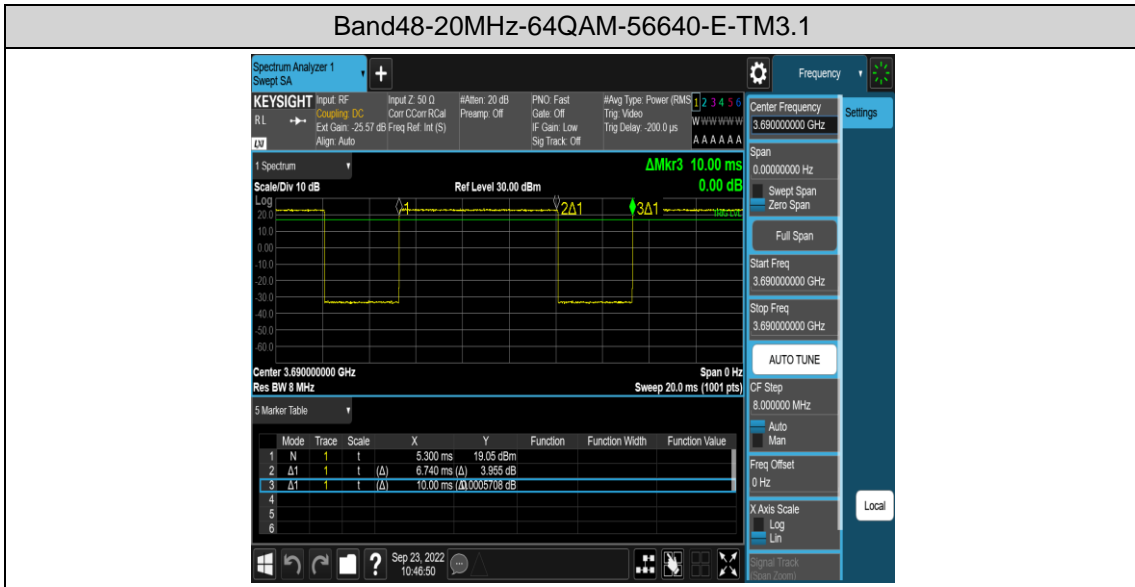 Band48-20MHz-64QAM-56640-E-TM3.1
Spectrum Analyzer 1
Swept SA
+
Frequency
KEYSIGHT
RL
Input: RF
Coupling: DC
Ext Gain: -25.57 dB
Align: Auto
Input Z: 50 Ω
Corr CCorr RCal
Freq Ref: Int (S)
#Atten: 20 dB
Preamp: Off
PNO: Fast
Gate: Off
IF Gain: Low
Sig Track: Off
#Avg Type: Power (RMS
Trig: Video
Trig Delay: -200.0 µs
1 2 3 4 5 6
W W W W W W
A A A A A A
1 Spectrum
ΔMkr3 10.00 ms
0.00 dB
Scale/Div 10 dB
Ref Level 30.00 dBm
Log
20.0
10.0
0.00
-10.0
-20.0
-30.0
-40.0
-50.0
-60.0
1
2Δ1
3Δ1
TRIG LVL
Center 3.690000000 GHz
Res BW 8 MHz
Span 0 Hz
Sweep 20.0 ms (1001 pts)
5 Marker Table
Mode Trace Scale X Y Function Function Width Function Value
1 N 1 t 5.300 ms 19.05 dBm
2 Δ1 1 t (Δ) 6.740 ms (Δ) 3.955 dB
3 Δ1 1 t (Δ) 10.00 ms (Δ) 0.0005708 dB
4
5
6
Sep 23, 2022
10:46:50
Center Frequency
3.690000000 GHz
Span
0.00000000 Hz
Swept Span
Zero Span
Full Span
Start Freq
3.690000000 GHz
Stop Freq
3.690000000 GHz
AUTO TUNE
CF Step
8.000000 MHz
Auto
Man
Freq Offset
0 Hz
X Axis Scale
Log
Lin
Signal Track
(Span Zoom)
Settings
Local